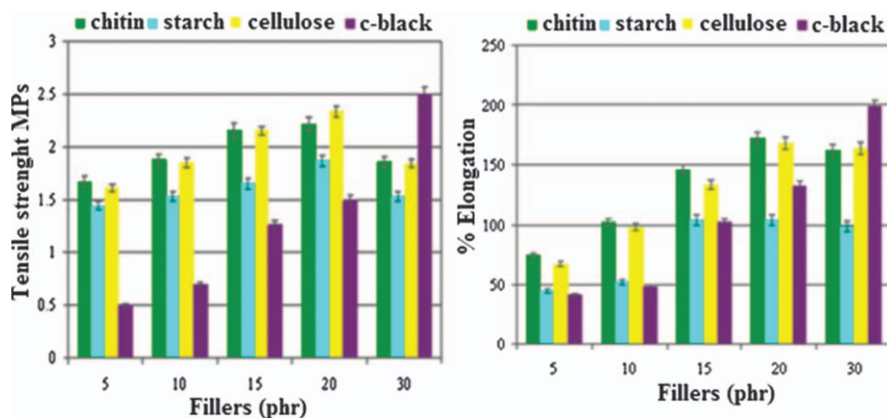 chitin starch cellulose c-black
3
2.5
2
1.5
1
0.5
0
Tensile strenght MPs
5 10 15 20 30
Fillers (phr)
chitin starch cellulose c-black
250
200
150
100
50
0
% Elongation
5 10 15 20 30
Fillers (phr)